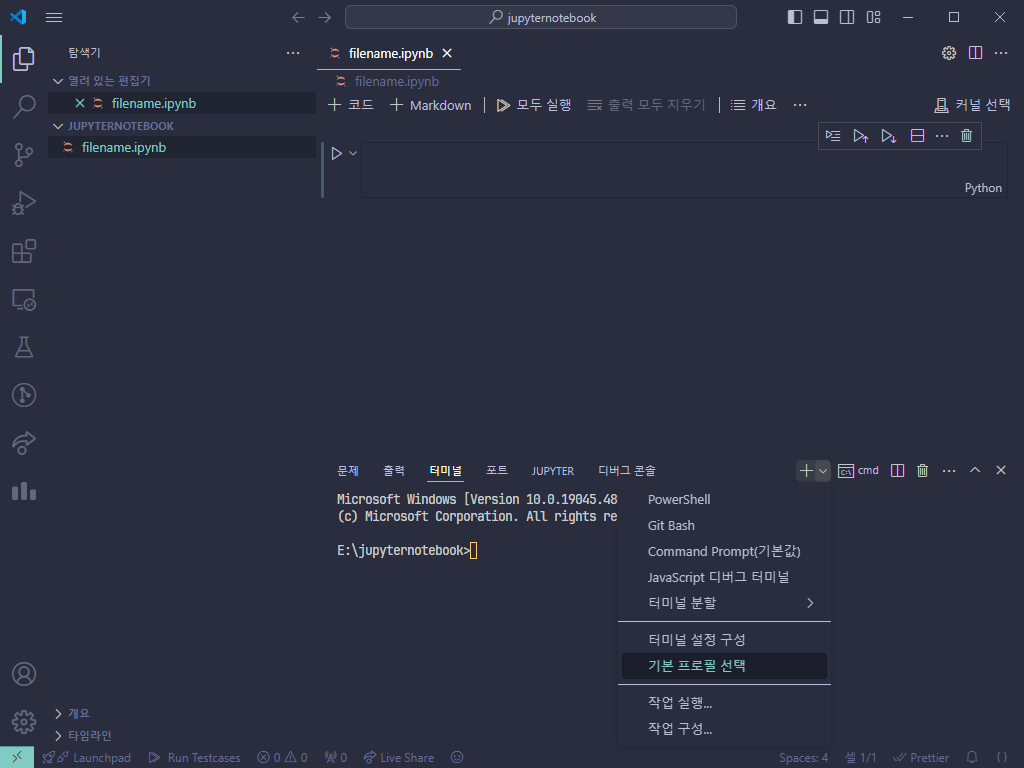 jupyternotebook
탐색기
열려 있는 편집기
filename.ipynb
JUPYTERNOTEBOOK
filename.ipynb
filename.ipynb
filename.ipynb
코드 Markdown 모두 실행 출력 모두 지우기 개요 커널 선택
Python
문제 출력 터미널 포트 JUPYTER 디버그 콘솔 cmd
Microsoft Windows [Version 10.0.19045.48
(c) Microsoft Corporation. All rights re
E:\jupyternotebook>
PowerShell
Git Bash
Command Prompt(기본값)
JavaScript 디버그 터미널
터미널 분할
터미널 설정 구성
기본 프로필 선택
작업 실행...
작업 구성...
개요
타임라인
Launchpad Run Testcases 0 0 0 Live Share Spaces: 4 셀 1/1 Prettier